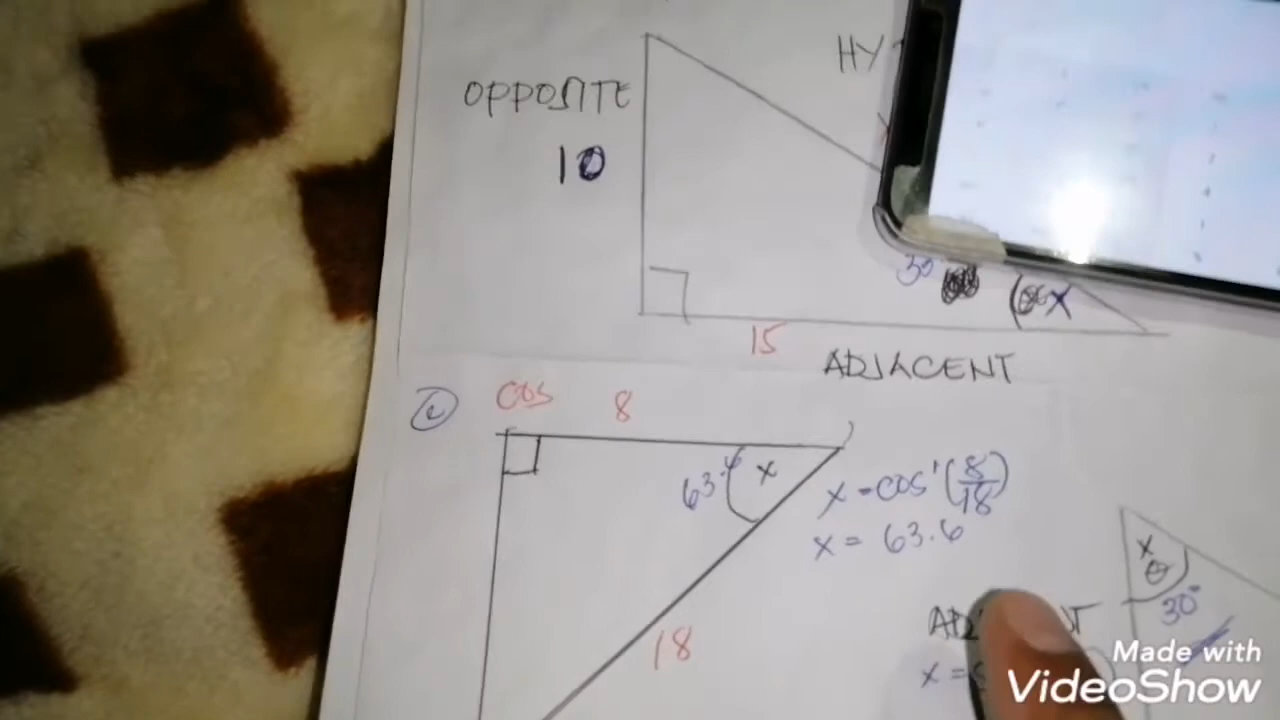 OPPOSITE
HY
10
30°
X
15
ADJACENT
c
cos
8
63.6
x
x = cos⁻¹(8/18)
x = 63.6
18
x
θ
30°
x =
Made with
VideoShow